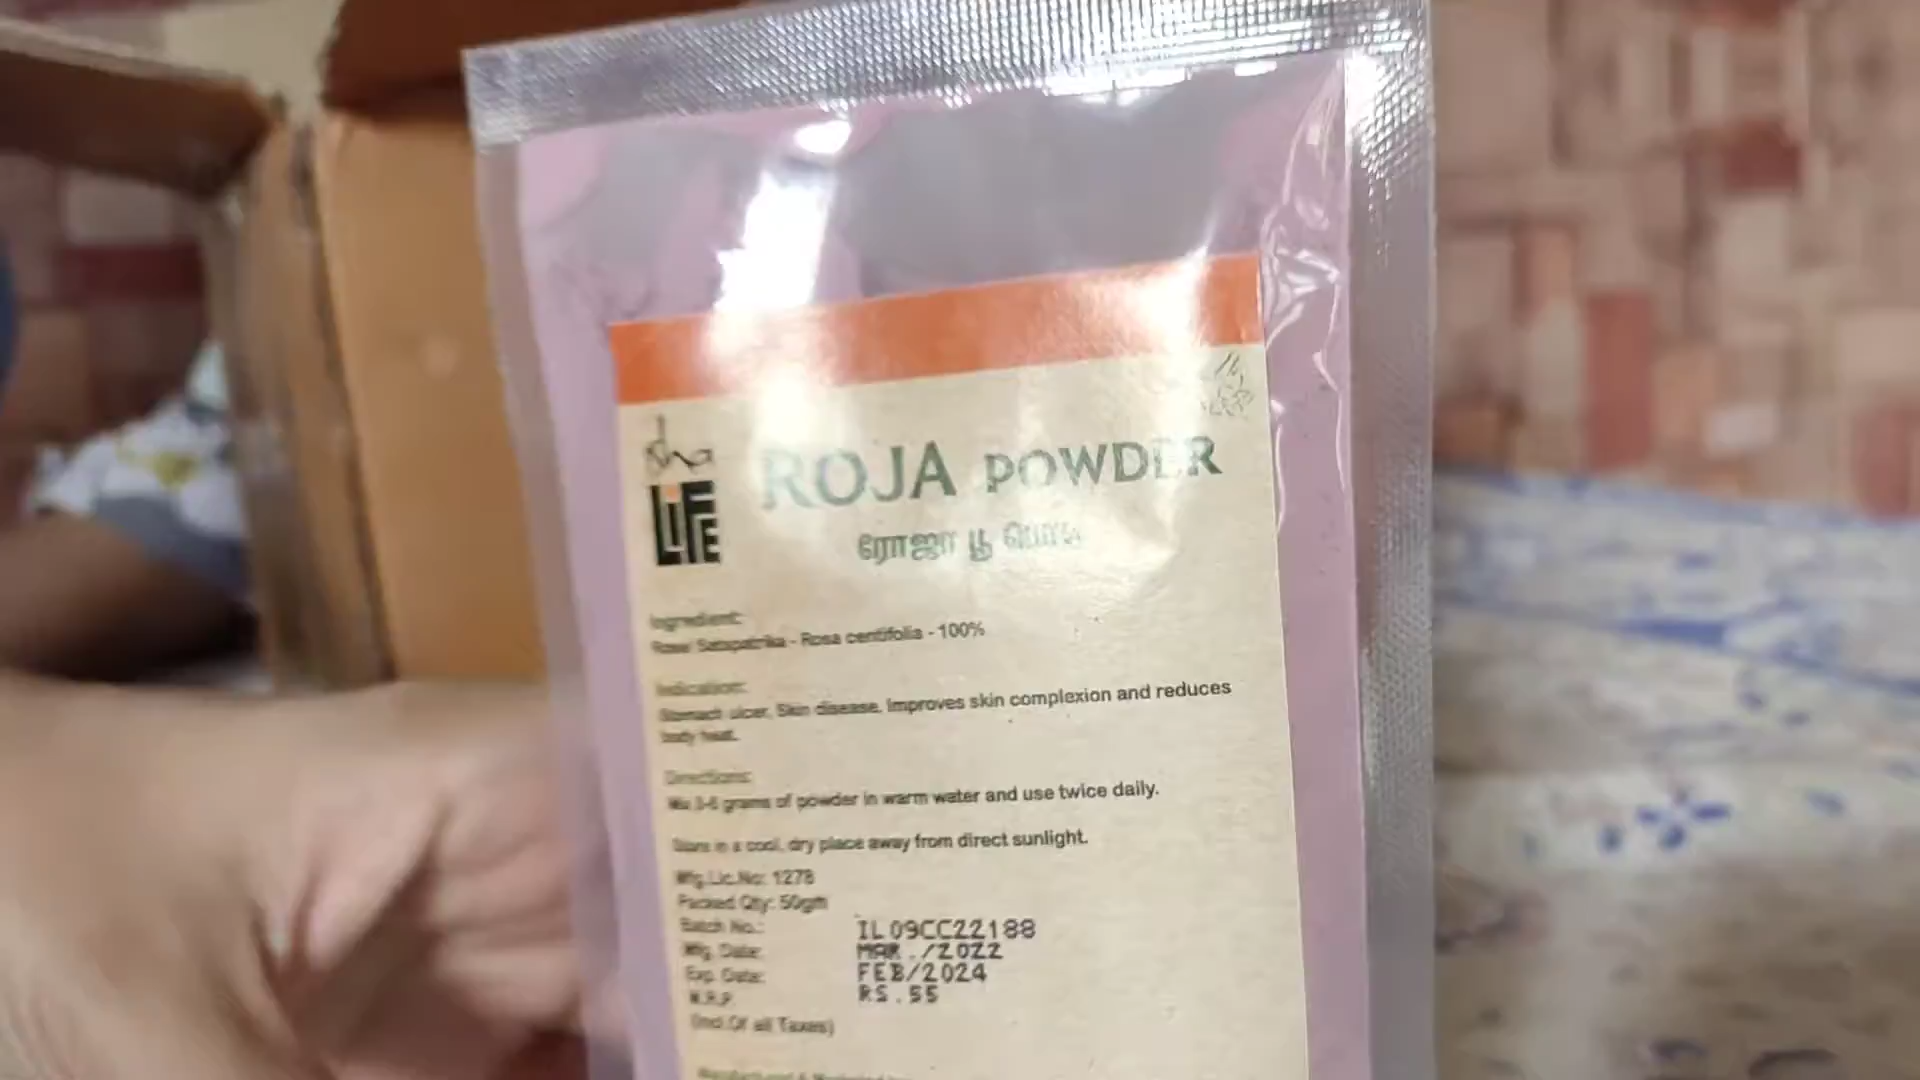 isha
LIFE
ROJA POWDER
ரோஜா பூ பொடி
Ingredient:
Rose/ Satapatrika - Rosa centifolia - 100%
Indication:
Stomach ulcer, Skin disease, Improves skin complexion and reduces
body heat.
Directions:
Mix 3-6 grams of powder in warm water and use twice daily.
Store in a cool, dry place away from direct sunlight.
Mfg.Lic.No: 1278
Packed Qty: 50gm
Batch No.: IL09CC22188
Mfg. Date: MAR./2022
Exp. Date: FEB/2024
M.R.P. RS.55
(Incl.Of all Taxes)